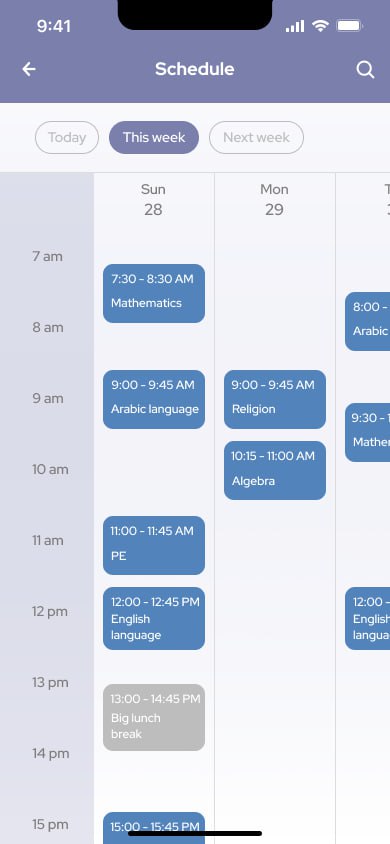 9:41
Schedule
Today
This week
Next week
Sun
28
Mon
29
7 am
8 am
9 am
10 am
11 am
12 pm
13 pm
14 pm
15 pm
7:30 - 8:30 AM
Mathematics
9:00 - 9:45 AM
Arabic language
11:00 - 11:45 AM
PE
12:00 - 12:45 PM
English
language
13:00 - 14:45 PM
Big lunch
break
15:00 - 15:45 PM
9:00 - 9:45 AM
Religion
10:15 - 11:00 AM
Algebra
T
8:00 -
Arabic
9:30 - 1
Mather
12:00 -
English
langua